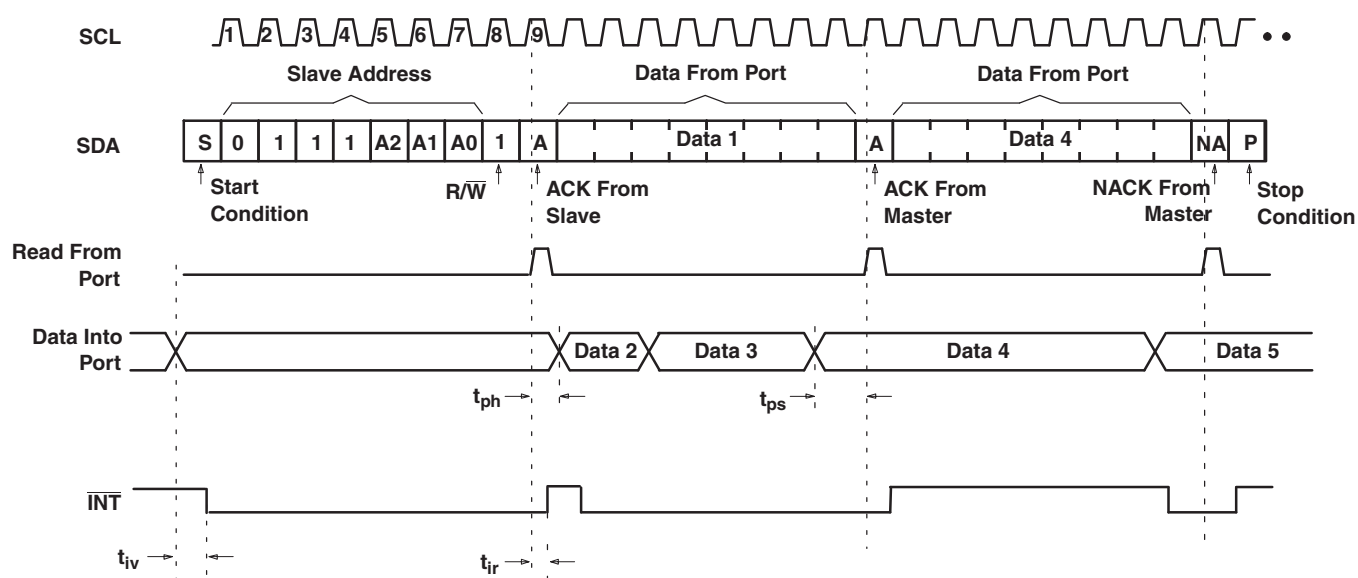 SCL 1 2 3 4 5 6 7 8 9
Slave Address Data From Port Data From Port
SDA S 0 1 1 1 A2 A1 A0 1 A Data 1 A Data 4 NA P
Start Condition
R/W̅
ACK From Slave
ACK From Master
NACK From Master
Stop Condition
Read From Port
Data Into Port
Data 2 Data 3 Data 4 Data 5
tph tps
I̅N̅T̅
tiv tir